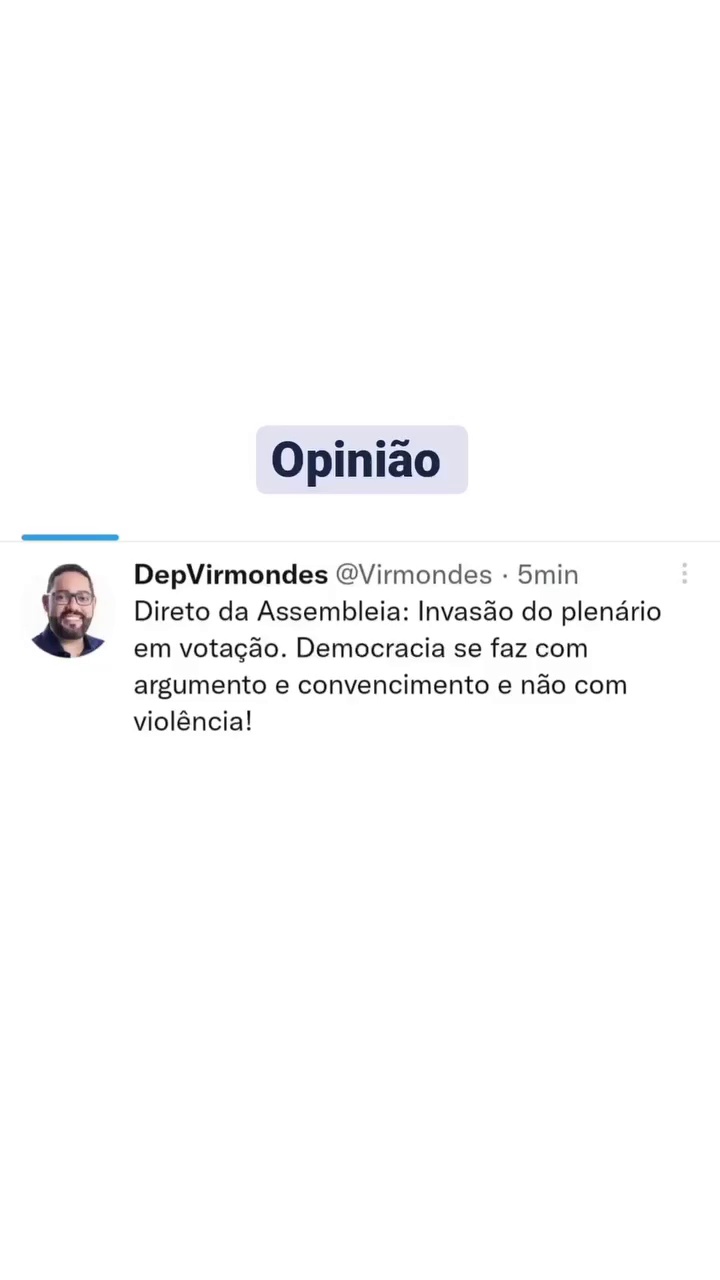 Opinião
DepVirmondes @Virmondes · 5min
Direto da Assembleia: Invasão do plenário
em votação. Democracia se faz com
argumento e convencimento e não com
violência!